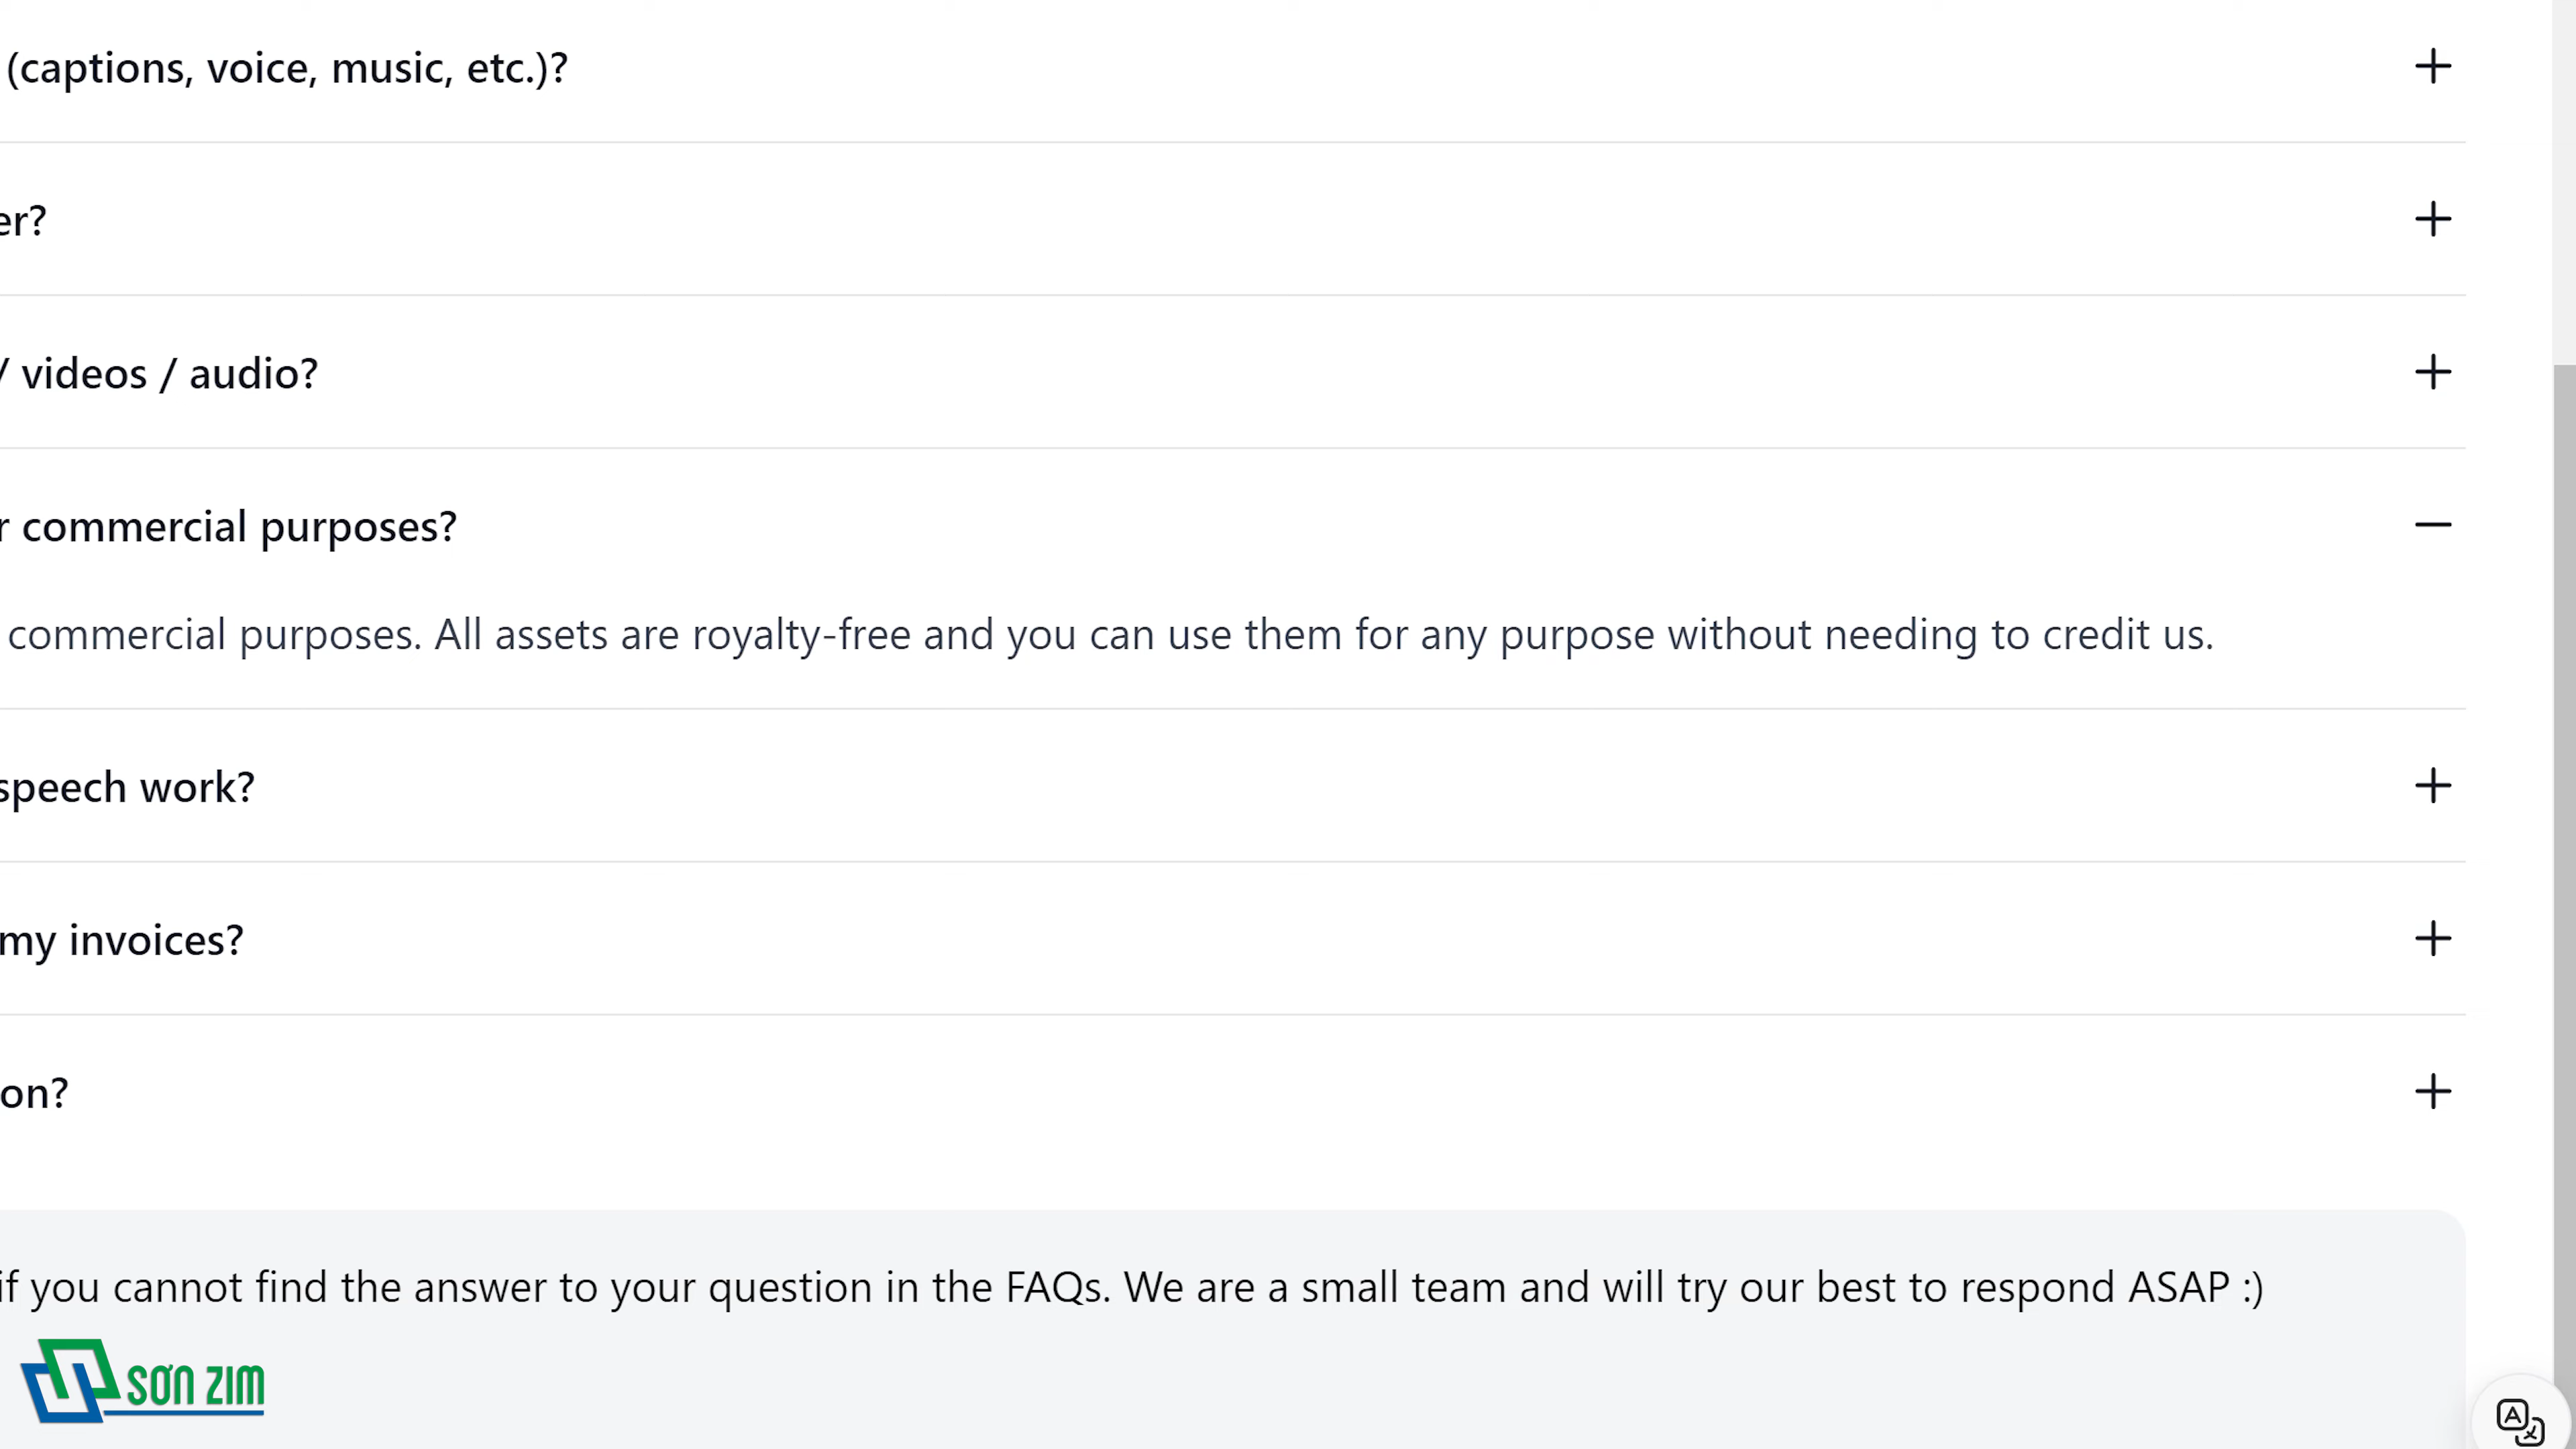 (captions, voice, music, etc.)?
er?
/ videos / audio?
r commercial purposes?
commercial purposes. All assets are royalty-free and you can use them for any purpose without needing to credit us.
speech work?
my invoices?
on?
if you cannot find the answer to your question in the FAQs. We are a small team and will try our best to respond ASAP :)
SƠN ZIM